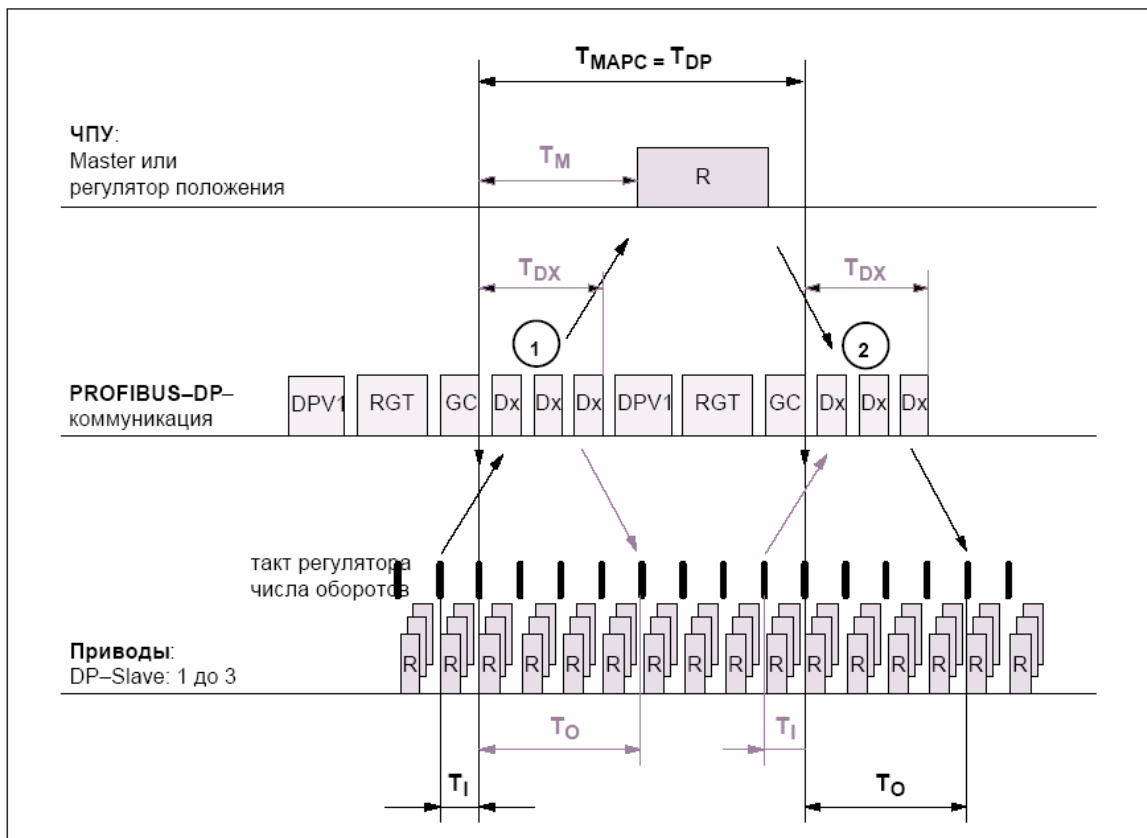 TMAPC = TDP
ЧПУ:
Master или
регулятор положения
TM
R
TDX
TDX
1
2
PROFIBUS–DP–
коммуникация
DPV1 RGT GC Dx Dx Dx DPV1 RGT GC Dx Dx Dx
такт регулятора
числа оборотов
Приводы:
DP–Slave: 1 до 3
R R R R R R R R R R R R R R R R
TO
TI
TI
TO